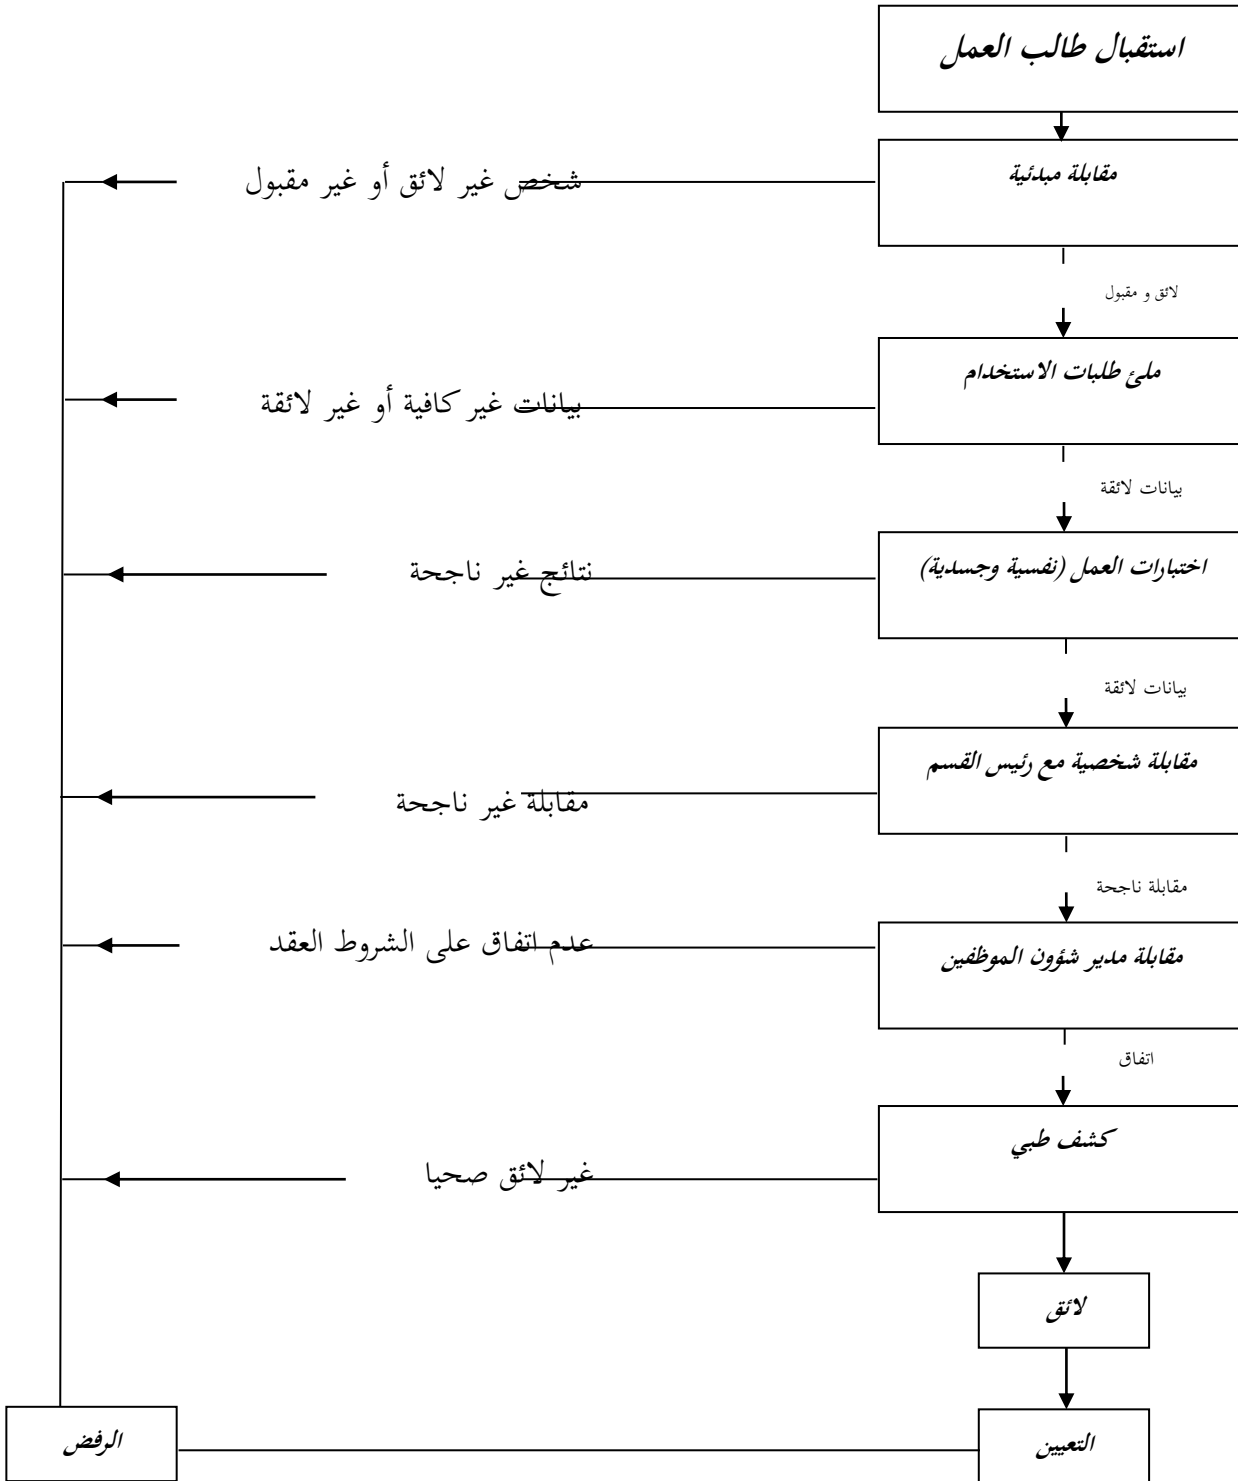 استقبال طالب العمل
مقابلة مبدئية
شخص غير لائق أو غير مقبول
لائق و مقبول
ملئ طلبات الاستخدام
بيانات غير كافية أو غير لائقة
بيانات لائقة
اختبارات العمل (نفسية وجسدية)
نتائج غير ناجحة
بيانات لائقة
مقابلة شخصية مع رئيس القسم
مقابلة غير ناجحة
مقابلة ناجحة
مقابلة مدير شؤون الموظفين
عدم اتفاق على الشروط العقد
اتفاق
كشف طبي
غير لائق صحيا
لائق
التعيين
الرفض